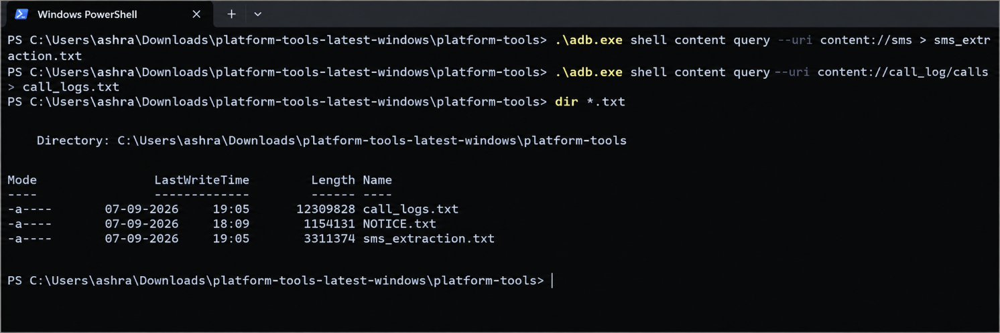 Windows PowerShell
PS C:\Users\ashra\Downloads\platform-tools-latest-windows\platform-tools> .\adb.exe shell content query --uri content://sms > sms_extr
action.txt
PS C:\Users\ashra\Downloads\platform-tools-latest-windows\platform-tools> .\adb.exe shell content query --uri content://call_log/calls
> call_logs.txt
PS C:\Users\ashra\Downloads\platform-tools-latest-windows\platform-tools> dir *.txt
Directory: C:\Users\ashra\Downloads\platform-tools-latest-windows\platform-tools
Mode LastWriteTime Length Name
---- ------------- ------ ----
-a---- 07-09-2026 19:05 12309828 call_logs.txt
-a---- 07-09-2026 18:09 1154131 NOTICE.txt
-a---- 07-09-2026 19:05 3311374 sms_extraction.txt
PS C:\Users\ashra\Downloads\platform-tools-latest-windows\platform-tools>